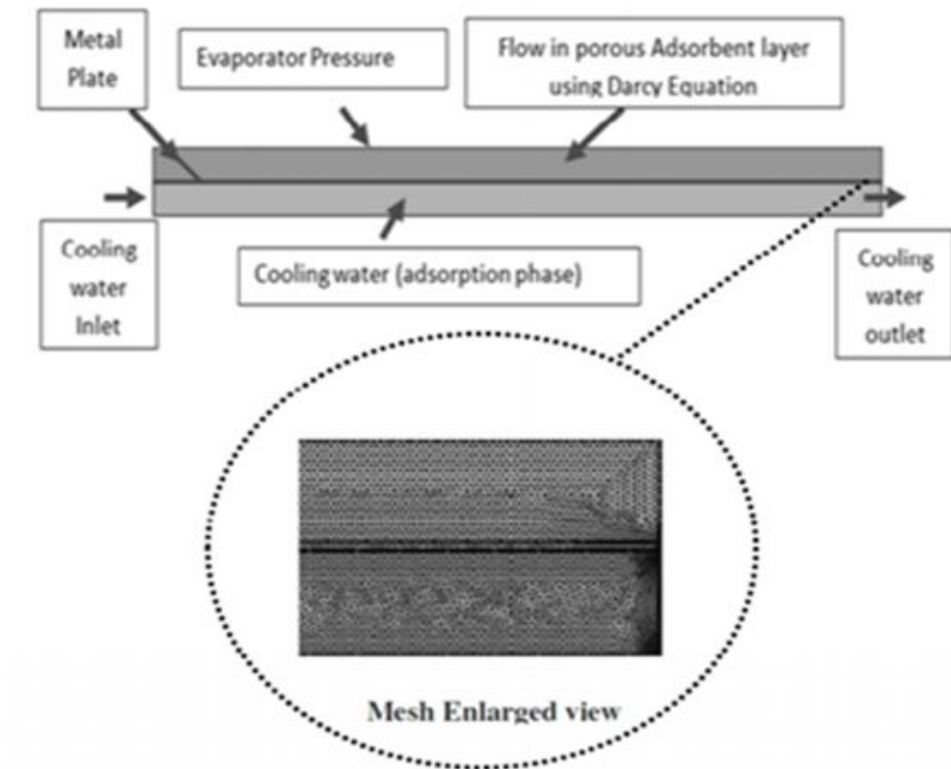 Metal
Plate
Evaporator Pressure
Flow in porous Adsorbent layer
using Darcy Equation
Cooling
water
Inlet
Cooling water (adsorption phase)
Cooling
water
outlet
Mesh Enlarged view